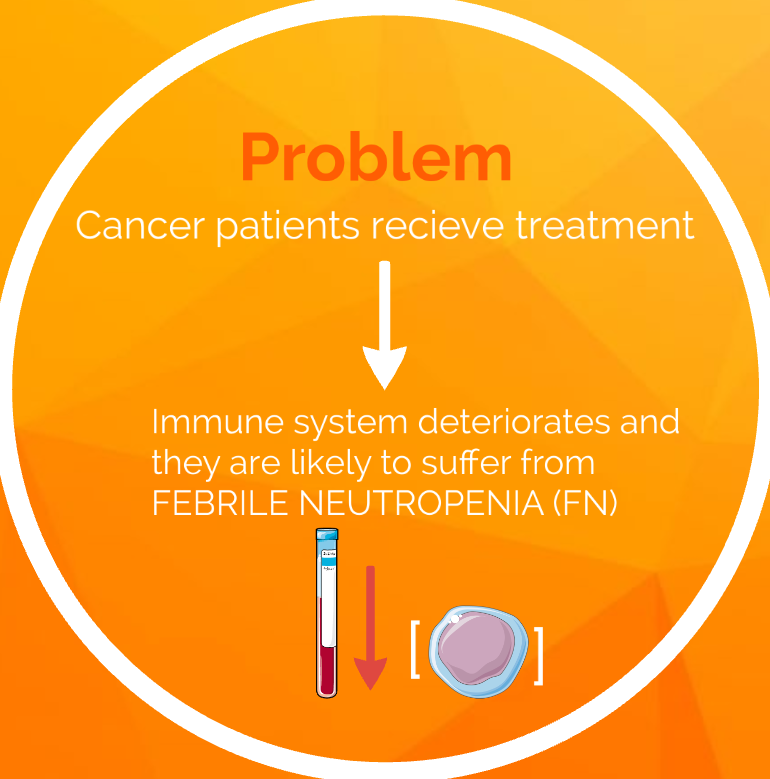 Problem
Cancer patients recieve treatment
Immune system deteriorates and
they are likely to suffer from
FEBRILE NEUTROPENIA (FN)
[ ]